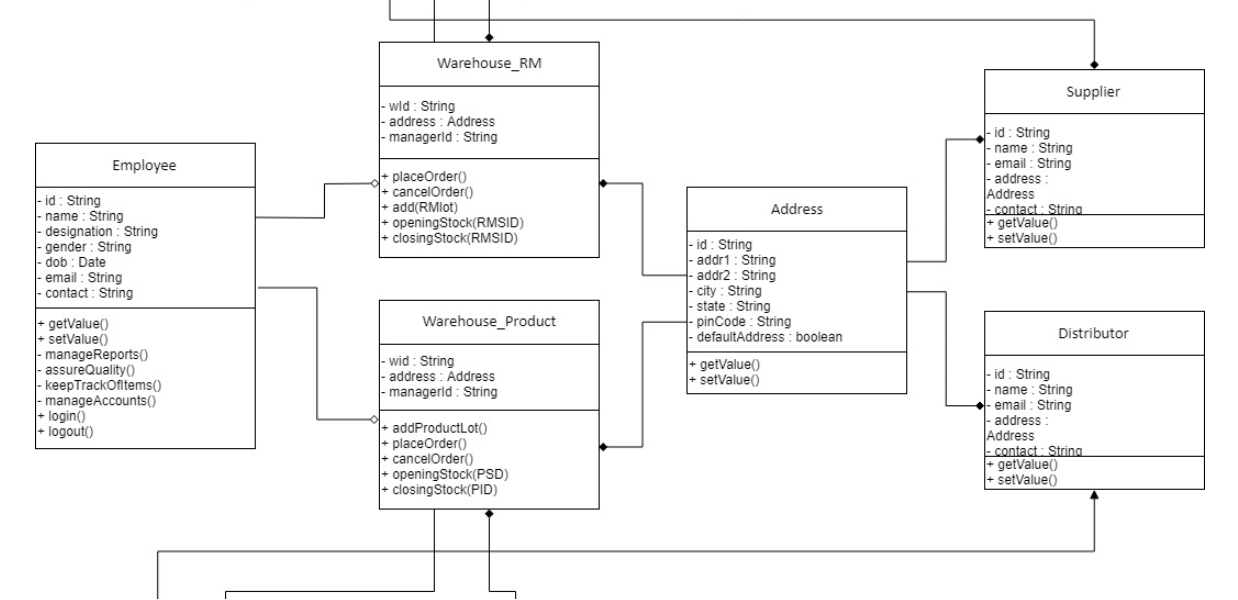 Warehouse_RM
- wId : String
- address : Address
- managerId : String
+ placeOrder()
+ cancelOrder()
+ add(RMlot)
+ openingStock(RMSID)
+ closingStock(RMSID)
Supplier
- id : String
- name : String
- email : String
- address :
Address
- contact : String
+ getValue()
+ setValue()
Employee
- id : String
- name : String
- designation : String
- gender : String
- dob : Date
- email : String
- contact : String
+ getValue()
+ setValue()
- manageReports()
- assureQuality()
- keepTrackOfItems()
- manageAccounts()
+ login()
+ logout()
Address
- id : String
- addr1 : String
- addr2 : String
- city : String
- state : String
- pinCode : String
- defaultAddress : boolean
+ getValue()
+ setValue()
Warehouse_Product
- wid : String
- address : Address
- managerId : String
+ addProductLot()
+ placeOrder()
+ cancelOrder()
+ openingStock(PSD)
+ closingStock(PID)
Distributor
- id : String
- name : String
- email : String
- address :
Address
- contact : String
+ getValue()
+ setValue()